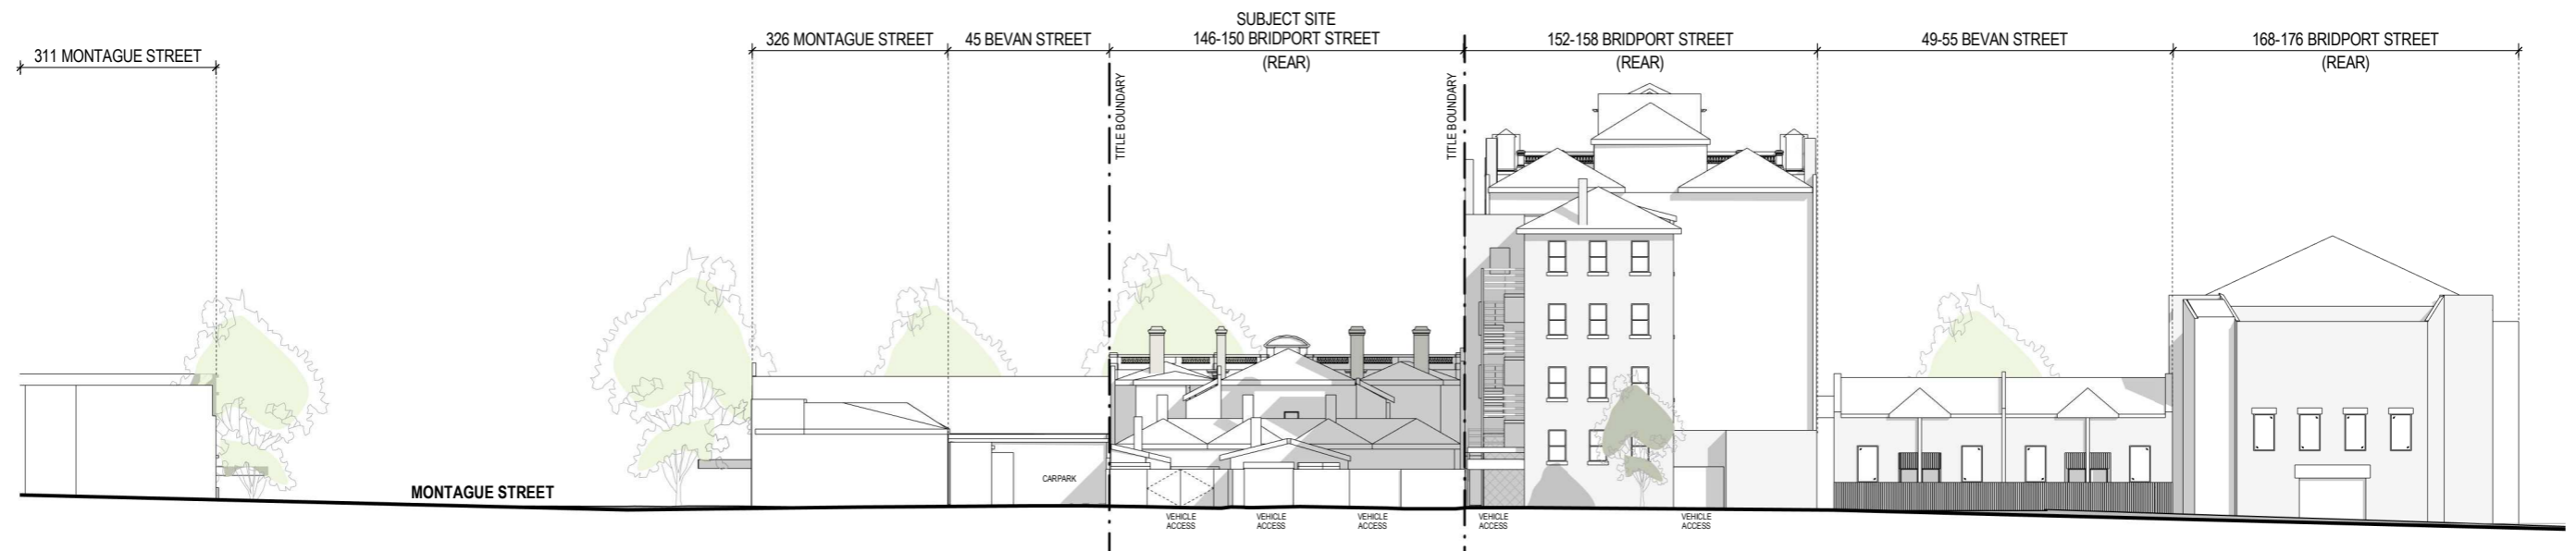 311 MONTAGUE STREET
326 MONTAGUE STREET
45 BEVAN STREET
SUBJECT SITE
146-150 BRIDPORT STREET
(REAR)
152-158 BRIDPORT STREET
(REAR)
49-55 BEVAN STREET
168-176 BRIDPORT STREET
(REAR)
TITLE BOUNDARY
TITLE BOUNDARY
MONTAGUE STREET
CARPARK
VEHICLE
ACCESS
VEHICLE
ACCESS
VEHICLE
ACCESS
VEHICLE
ACCESS
VEHICLE
ACCESS